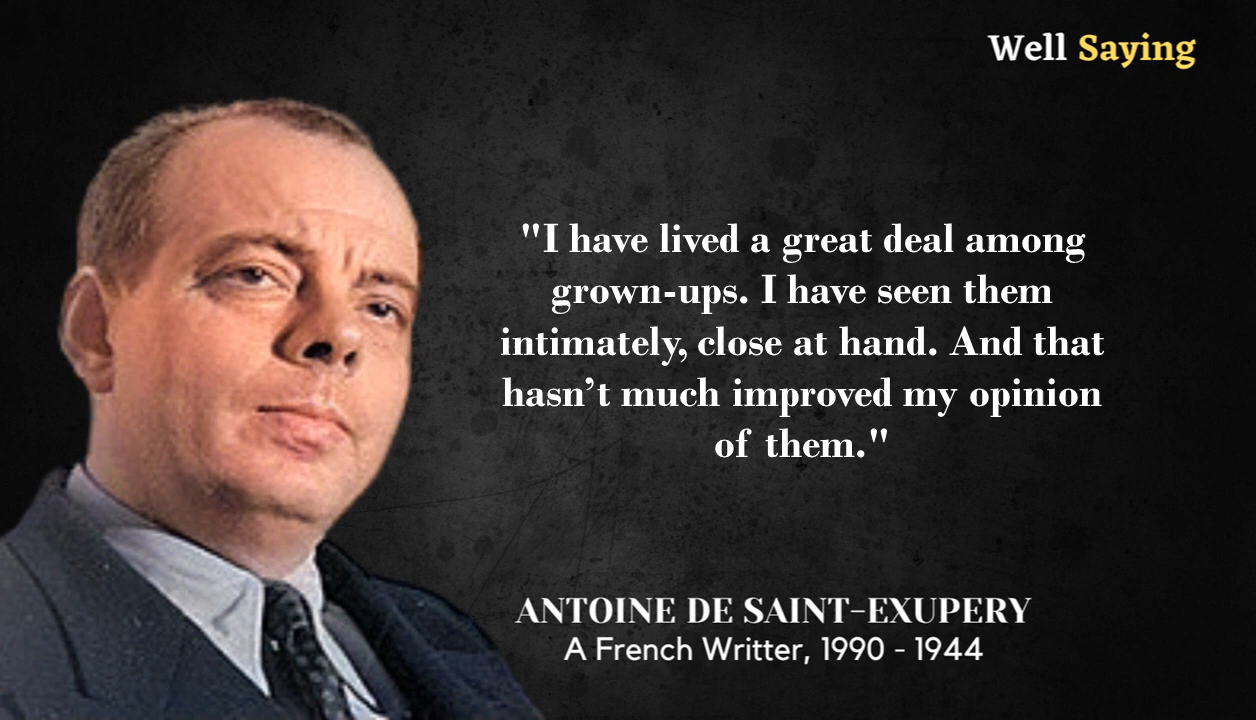 Well Saying
"I have lived a great deal among
grown-ups. I have seen them
intimately, close at hand. And that
hasn’t much improved my opinion
of them."
ANTOINE DE SAINT-EXUPERY
A French Writter, 1990 - 1944